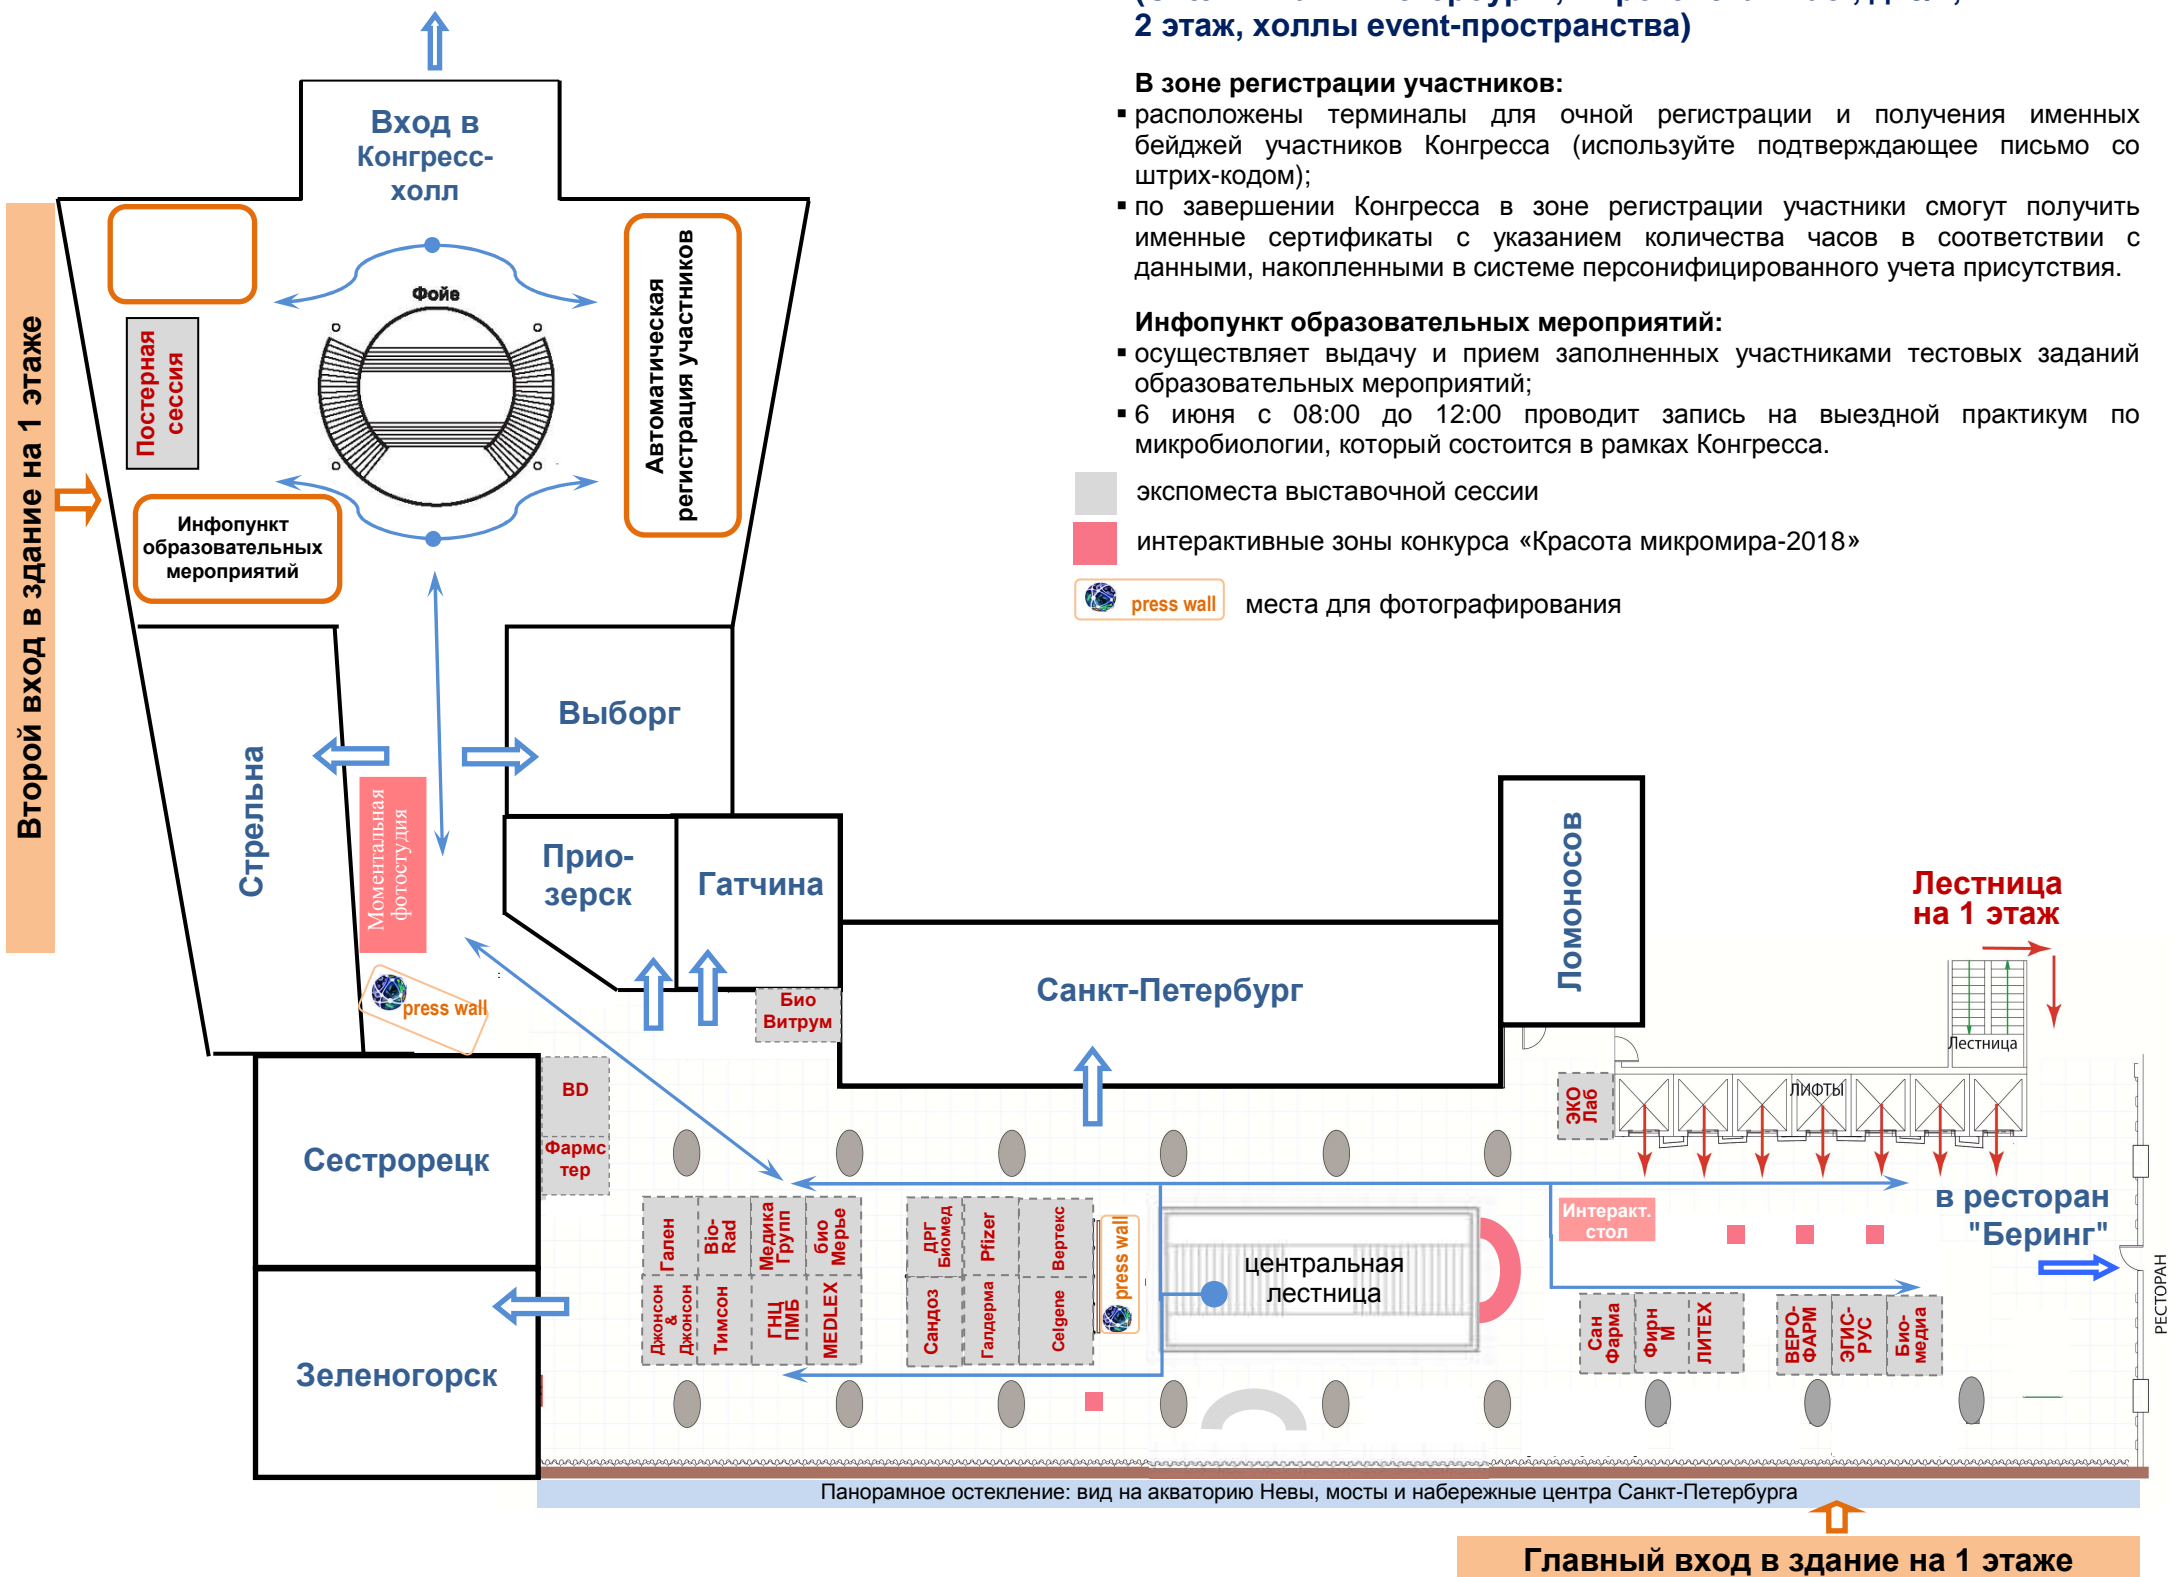 2 этаж, холлы event-пространства)
В зоне регистрации участников:
▪ расположены терминалы для очной регистрации и получения именных
бейджей участников Конгресса (используйте подтверждающее письмо со
штрих-кодом);
▪ по завершении Конгресса в зоне регистрации участники смогут получить
именные сертификаты с указанием количества часов в соответствии с
данными, накопленными в системе персонифицированного учета присутствия.
Инфопункт образовательных мероприятий:
▪ осуществляет выдачу и прием заполненных участниками тестовых заданий
образовательных мероприятий;
▪ 6 июня с 08:00 до 12:00 проводит запись на выездной практикум по
микробиологии, который состоится в рамках Конгресса.
экспоместа выставочной сессии
интерактивные зоны конкурса «Красота микромира-2018»
press wall
места для фотографирования
Вход в
Конгресс-
холл
Второй вход в здание на 1 этаже
Фойе
Постерная
сессия
Автоматическая
регистрация участников
Инфопункт
образовательных
мероприятий
Стрельна
Выборг
Моментальная
фотостудия
Прио-
зерск
Гатчина
Ломоносов
Лестница
на 1 этаж
press wall
Био
Витрум
Санкт-Петербург
Лестница
ЛИФТЫ
BD
Фармс
тер
ЭКО
Лаб
Сестрорецк
Зеленогорск
Гален
Bio-
Rad
Медика
Групп
био
Мерье
ДРГ
Биомед
Pfizer
Вертекс
press wall
Джонсон
&
Джонсон
Тимсон
ГНЦ
ПМБ
MEDLEX
Сандоз
Галдерма
Celgene
центральная
лестница
Интеракт.
стол
в ресторан
"Беринг"
РЕСТОРАН
Сан
Фарма
Фирн
М
ЛИТЕХ
ВЕРО-
ФАРМ
ЭГИС-
РУС
Био-
медиа
Панорамное остекление: вид на акваторию Невы, мосты и набережные центра Санкт-Петербурга
Главный вход в здание на 1 этаже